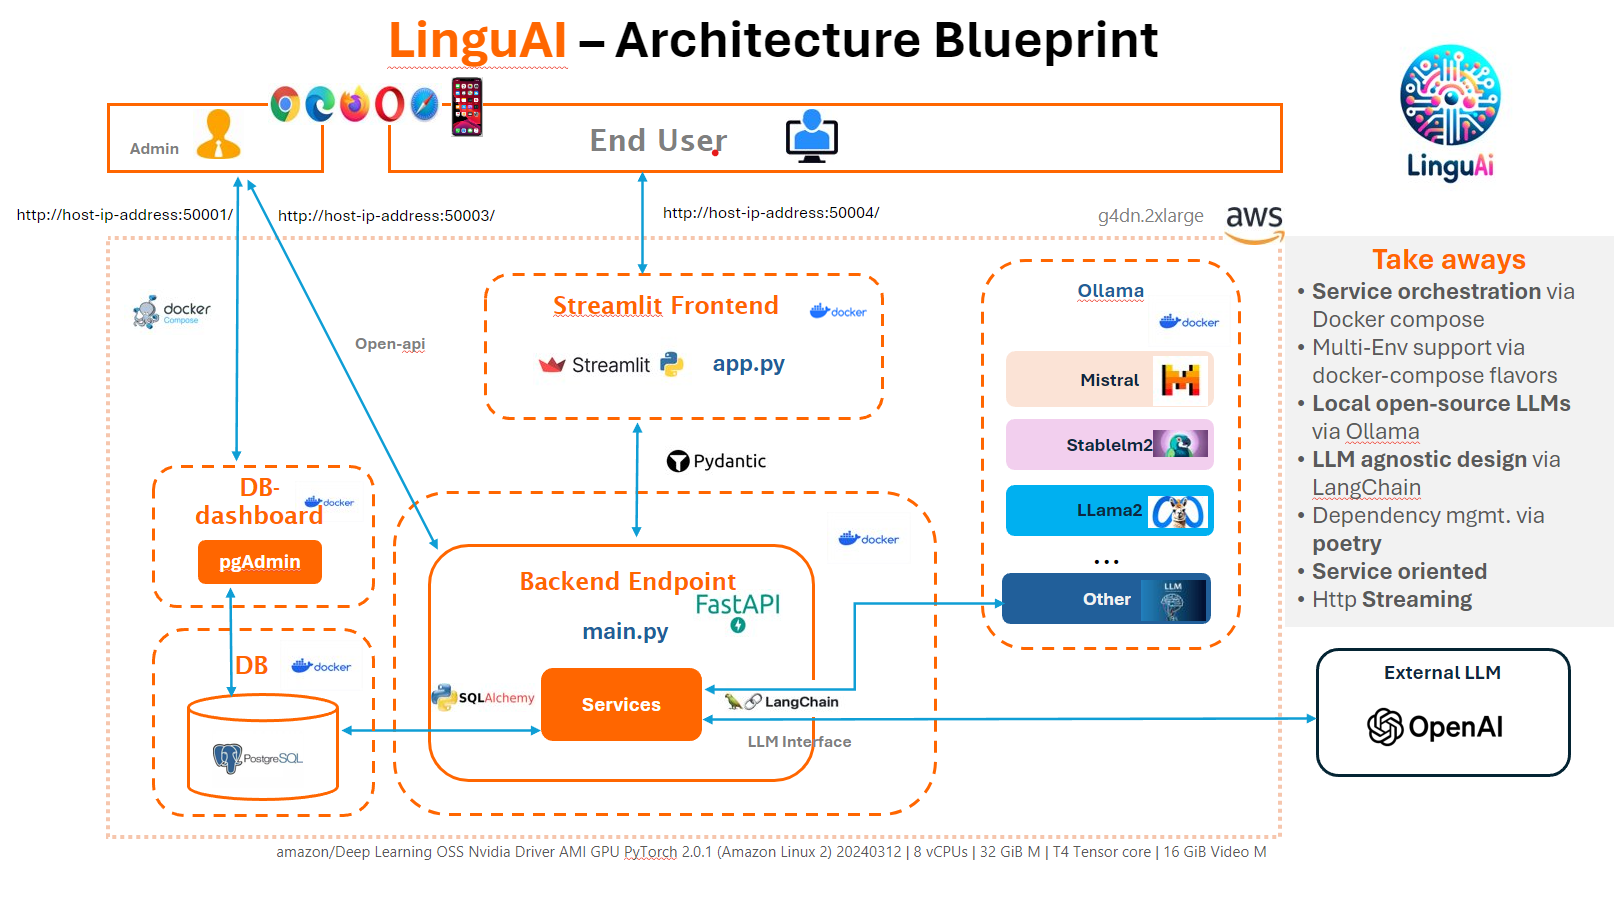 LinguAI – Architecture Blueprint
Admin
End User
LinguAi
http://host-ip-address:50001/
http://host-ip-address:50003/
http://host-ip-address:50004/
g4dn.2xlarge
aws
docker
Compose
Open-api
Streamlit Frontend
docker
Streamlit
app.py
Pydantic
Ollama
docker
Mistral
Stablelm2
LLama2
...
Other
LLM
Take aways
• Service orchestration via
Docker compose
• Multi-Env support via
docker-compose flavors
• Local open-source LLMs
via Ollama
• LLM agnostic design via
LangChain
• Dependency mgmt. via
poetry
• Service oriented
• Http Streaming
DB-
dashboard
docker
pgAdmin
DB
docker
PostgreSQL
docker
Backend Endpoint
FastAPI
main.py
SQLAlchemy
Services
LangChain
LLM Interface
External LLM
OpenAI
amazon/Deep Learning OSS Nvidia Driver AMI GPU PyTorch 2.0.1 (Amazon Linux 2) 20240312 | 8 vCPUs | 32 GiB M | T4 Tensor core | 16 GiB Video M